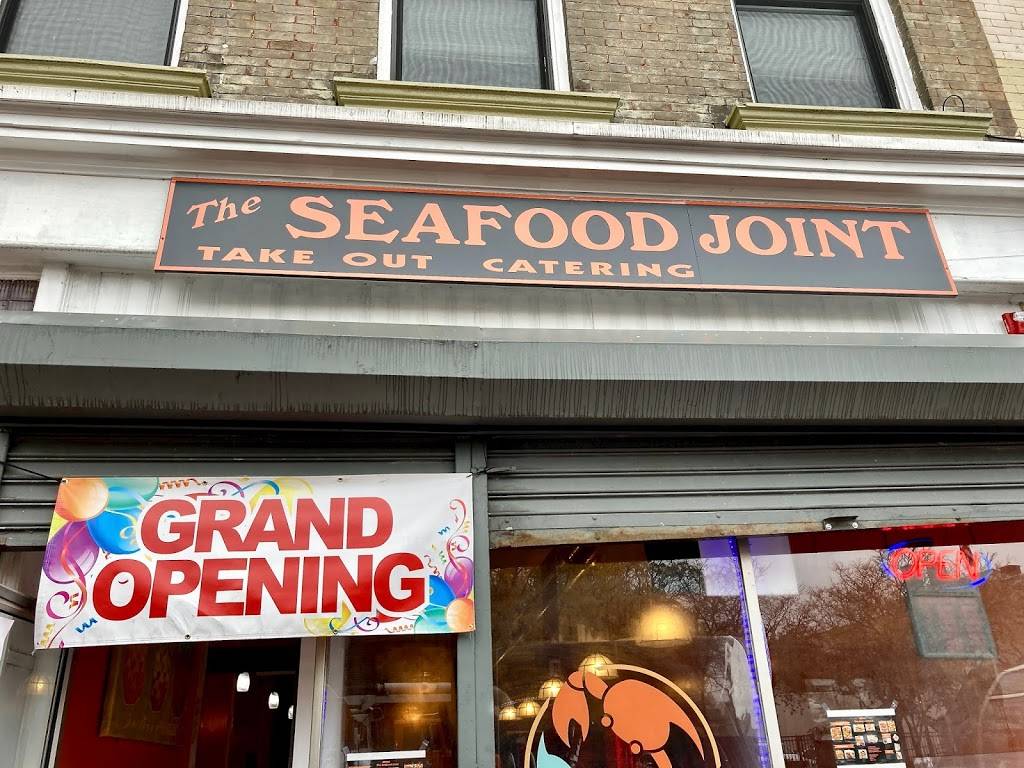 The SEAFOOD JOINT
TAKE OUT CATERING
GRAND
OPENING
OPEN